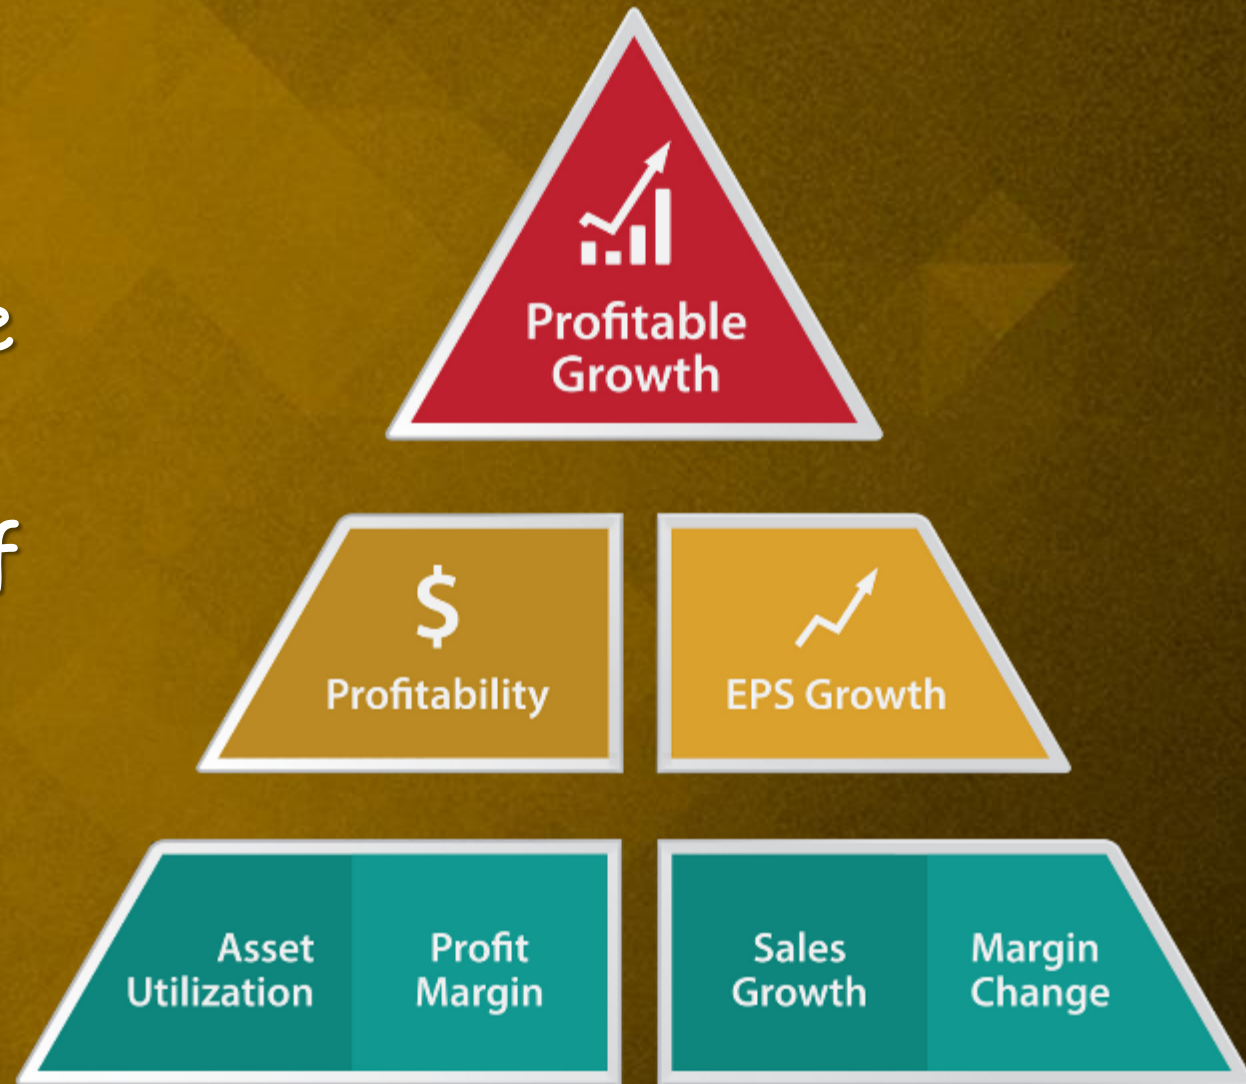 Profitable
Growth
$
Profitability
EPS Growth
Asset
Utilization
Profit
Margin
Sales
Growth
Margin
Change